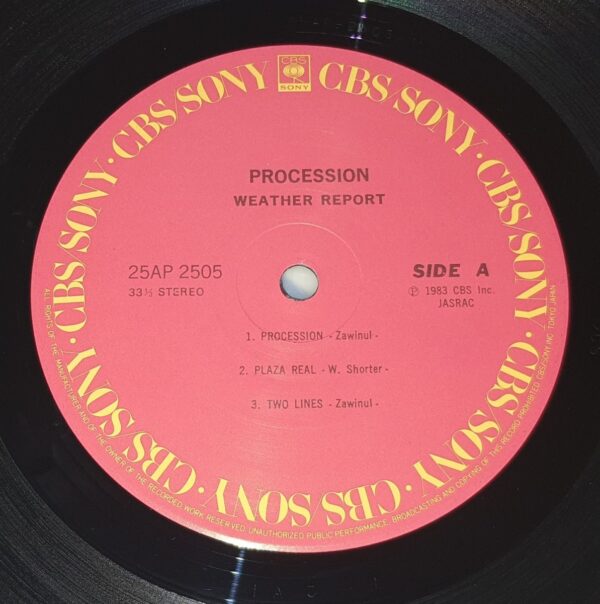 CBS/SONY · CBS/SONY · CBS/SONY · CBS/SONY · CBS/SONY · CBS/SONY · CBS/SONY · CBS/SONY
CBS
SONY
PROCESSION
WEATHER REPORT
25AP 2505
33⅓ STEREO
SIDE A
Ⓟ 1983 CBS Inc.
JASRAC
1. PROCESSION - Zawinul -
2. PLAZA REAL - W. Shorter -
3. TWO LINES - Zawinul -
ALL RIGHTS OF THE MANUFACTURER AND OF THE OWNER OF THE RECORDED WORK RESERVED. UNAUTHORIZED PUBLIC PERFORMANCE, BROADCASTING AND COPYING OF THIS RECORD PROHIBITED CBS/SONY INC. TOKYO JAPAN